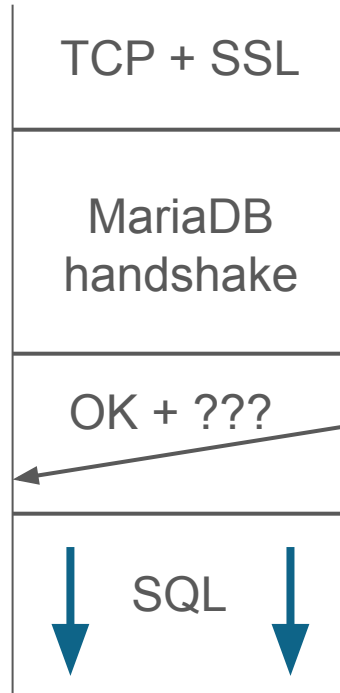 TCP + SSL
MariaDB
handshake
OK + ???
SQL